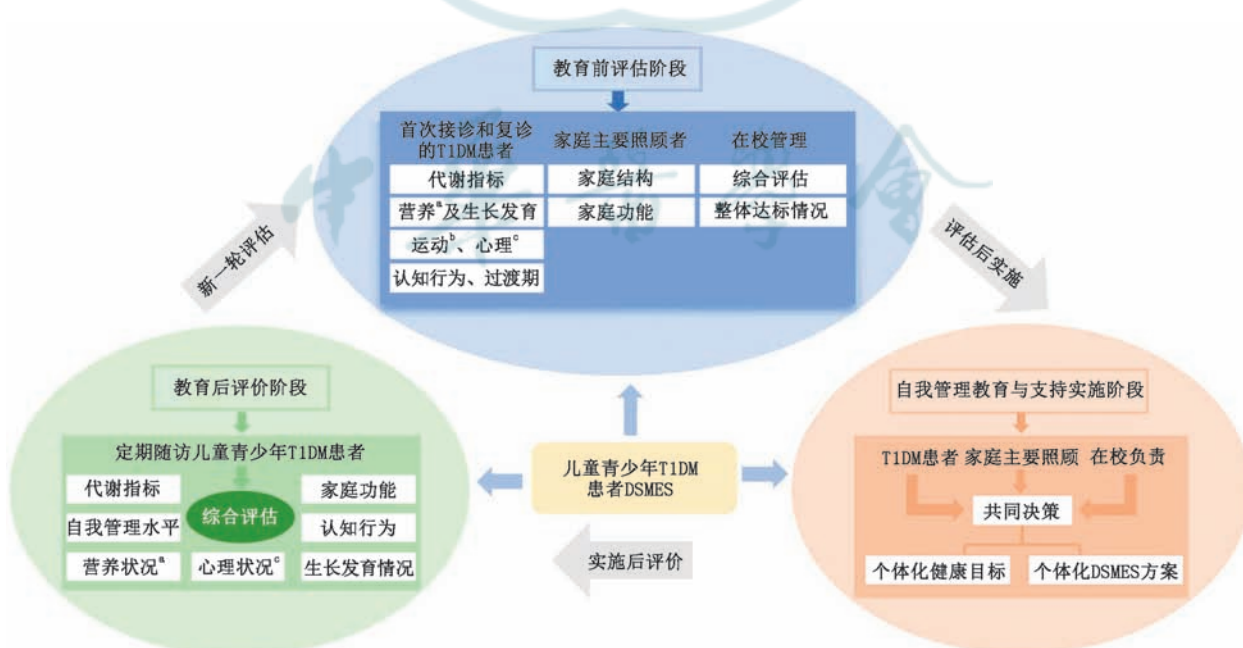 教育前评估阶段
首次接诊和复诊
的T1DM患者
家庭主要照顾者
在校管理
代谢指标
家庭结构
综合评估
营养ᵃ及生长发育
家庭功能
整体达标情况
运动ᵇ、心理ᶜ
认知行为、过渡期
新一轮评估
评估后实施
教育后评价阶段
定期随访儿童青少年T1DM患者
代谢指标
家庭功能
综合评估
自我管理水平
认知行为
营养状况ᵃ
心理状况ᶜ
生长发育情况
儿童青少年T1DM
患者DSMES
实施后评价
自我管理教育与支持实施阶段
T1DM患者 家庭主要照顾 在校负责
共同决策
个体化健康目标
个体化DSMES方案
中华医学会